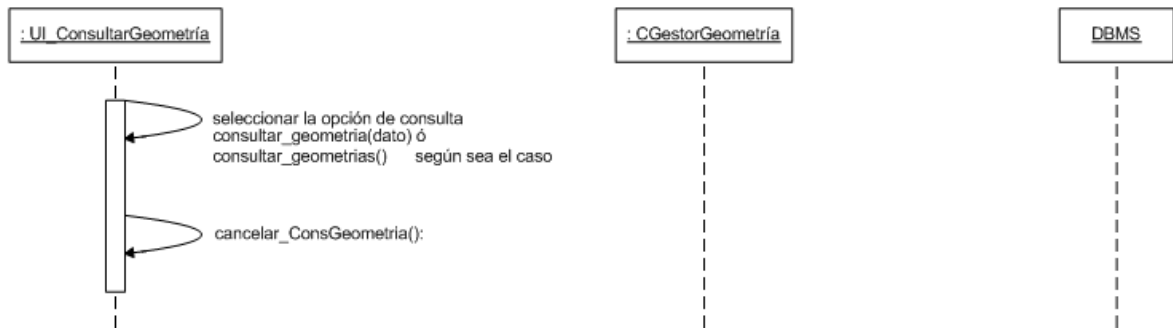 : UI_ConsultarGeometría
: CGestorGeometría
DBMS
seleccionar la opción de consulta
consultar_geometria(dato) ó
consultar_geometrias() según sea el caso
cancelar_ConsGeometria():